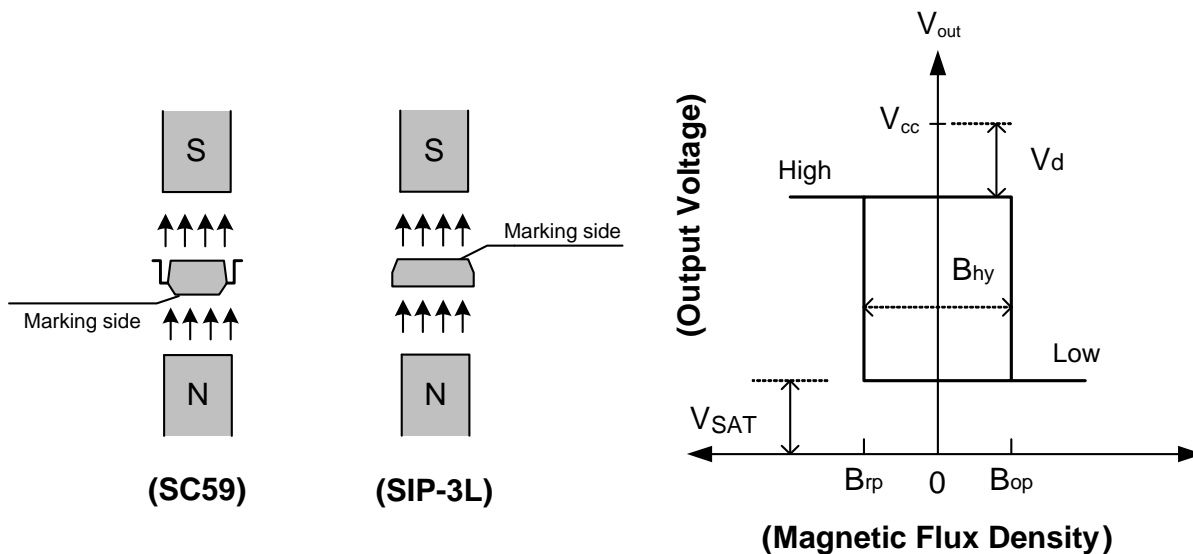 S
Marking side
N
(SC59)
S
Marking side
N
(SIP-3L)
Vout
(Output Voltage)
Vcc
Vd
High
Bhy
Low
VSAT
Brp
0
Bop
(Magnetic Flux Density)